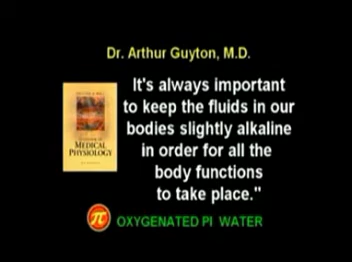 Dr. Arthur Guyton, M.D.
It's always important
to keep the fluids in our
bodies slightly alkaline
in order for all the
body functions
to take place."
MEDICAL
PHYSIOLOGY
π OXYGENATED PI WATER